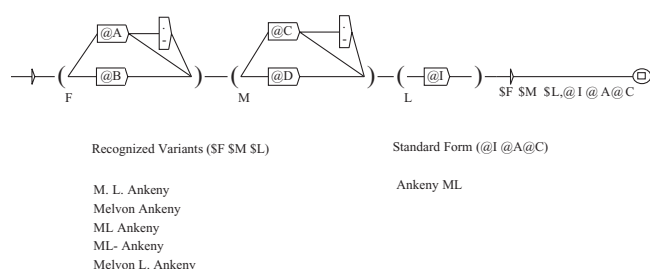 @A . -
@B
F
@C . -
@D
M
@I
L
$F $M $L,@I @A@C
Recognized Variants ($F $M $L)
Standard Form (@I @A@C)
M. L. Ankeny
Ankeny ML
Melvon Ankeny
ML Ankeny
ML- Ankeny
Melvon L. Ankeny